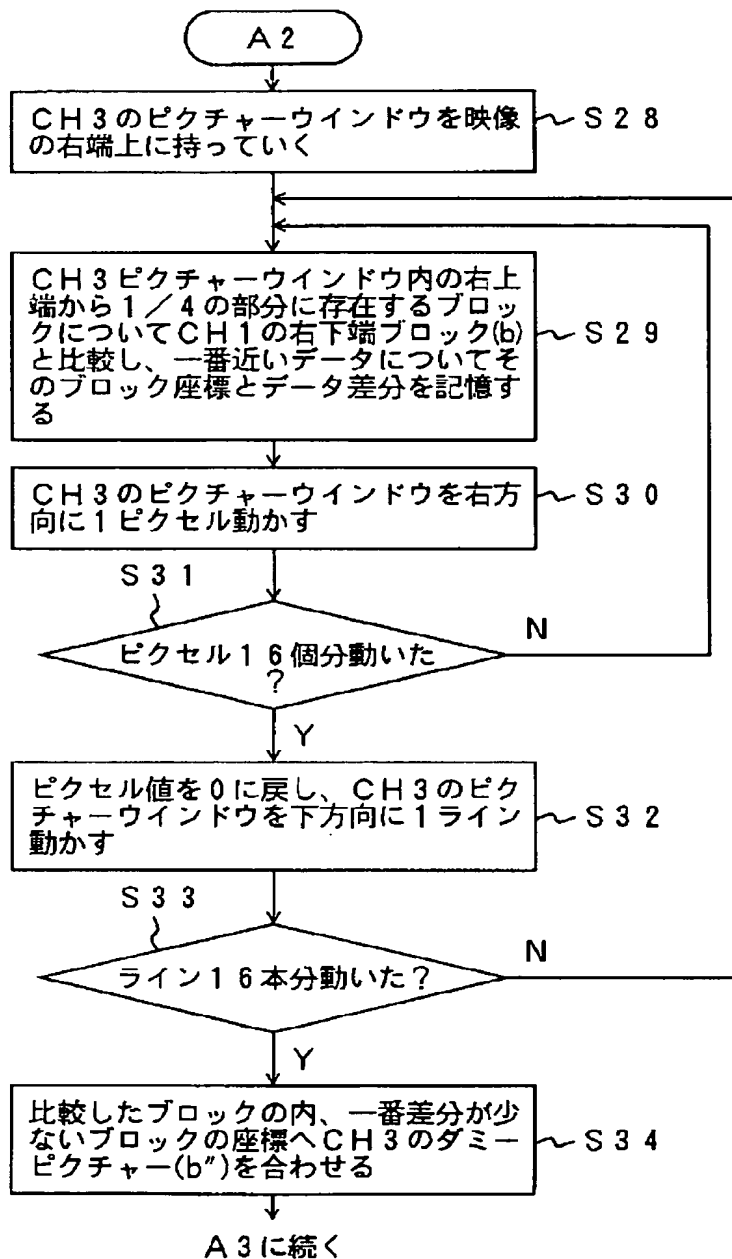 A2
CH3のピクチャーウインドウを映像
の右端上に持っていく
S28
CH3ピクチャーウインドウ内の右上
端から1/4の部分に存在するブロッ
クについてCH1の右下端ブロック(b)
と比較し、一番近いデータについてそ
のブロック座標とデータ差分を記憶す
る
S29
CH3のピクチャーウインドウを右方
向に1ピクセル動かす
S30
S31
ピクセル16個分動いた
?
N
Y
ピクセル値を0に戻し、CH3のピク
チャーウインドウを下方向に1ライン
動かす
S32
S33
ライン16本分動いた?
N
Y
比較したブロックの内、一番差分が少
ないブロックの座標へCH3のダミー
ピクチャー(b″)を合わせる
S34
A3に続く